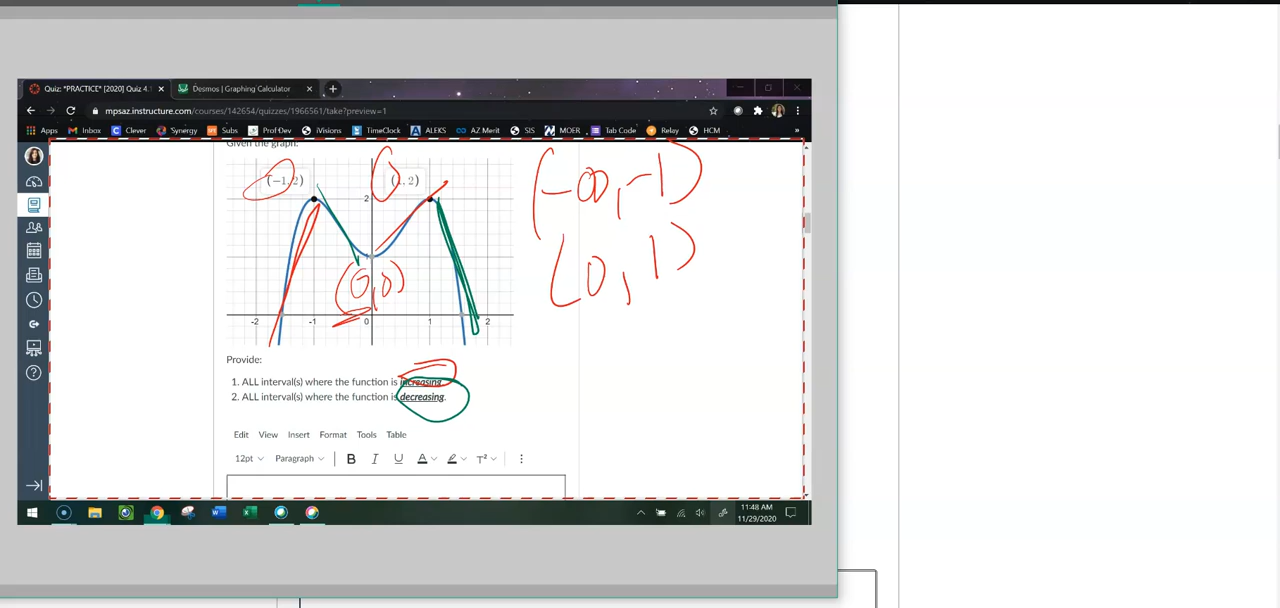 Quiz: *PRACTICE* [2020] Quiz 4.
Desmos | Graphing Calculator
mpsaz.instructure.com/courses/142654/quizzes/1966561/take?preview=1
Apps Inbox Clever Synergy Subs Prof Dev iVisions TimeClock ALEKS AZ Merit SIS MOER Tab Code Relay HCM »
Given the graph:
(-1, 2)
(1, 2)
2
(0,0)
-2 -1 0 1 2
(-∞,-1)
(0, 1)
Provide:
1. ALL interval(s) where the function is increasing.
2. ALL interval(s) where the function is decreasing.
Edit View Insert Format Tools Table
12pt Paragraph B I U A T²
11:48 AM
11/29/2020